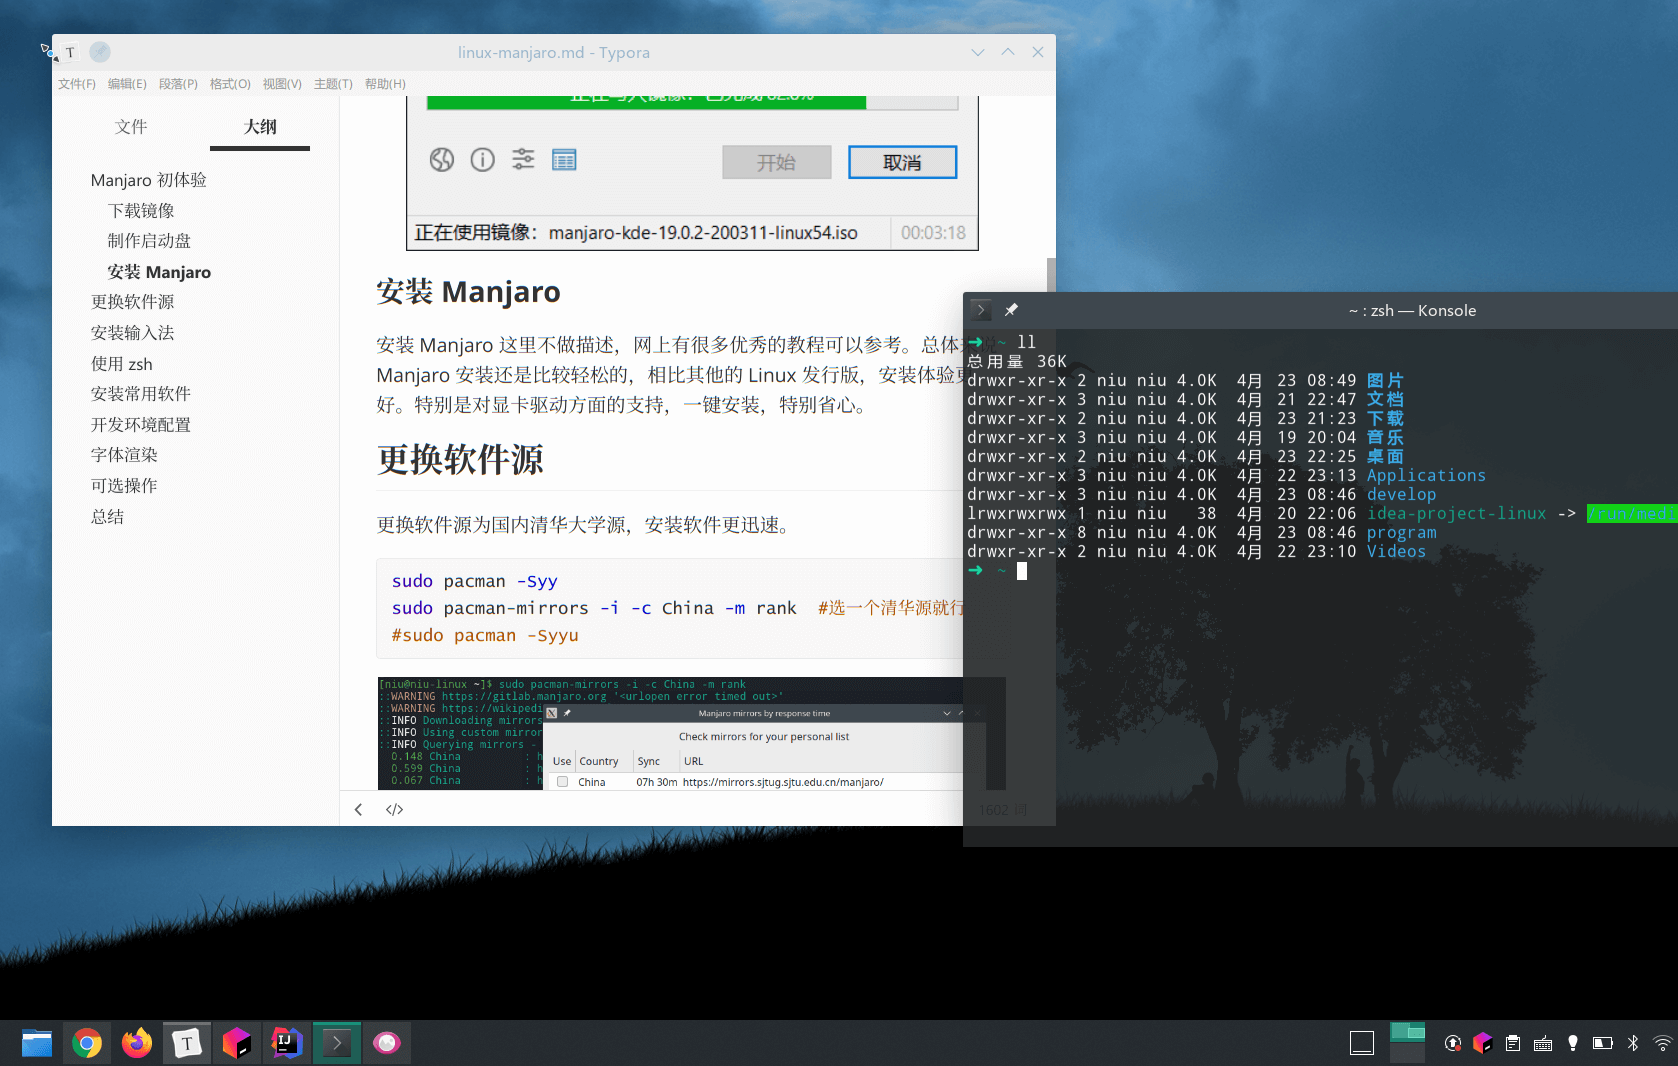 T
linux-manjaro.md - Typora
文件(F) 编辑(E) 段落(P) 格式(O) 视图(V) 主题(T) 帮助(H)
文件 大纲
Manjaro 初体验
下载镜像
制作启动盘
安装 Manjaro
更换软件源
安装输入法
使用 zsh
安装常用软件
开发环境配置
字体渲染
可选操作
总结
开始 取消
正在使用镜像： manjaro-kde-19.0.2-200311-linux54.iso 00:03:18
安装 Manjaro
安装 Manjaro 这里不做描述，网上有很多优秀的教程可以参考。总体
Manjaro 安装还是比较轻松的，相比其他的 Linux 发行版，安装体验
好。特别是对显卡驱动方面的支持，一键安装，特别省心。
更换软件源
更换软件源为国内清华大学源，安装软件更迅速。
sudo pacman -Syy
sudo pacman-mirrors -i -c China -m rank #选一个清华源就行
#sudo pacman -Syyu
[niu@niu-linux ~]$ sudo pacman-mirrors -i -c China -m rank
::WARNING https://gitlab.manjaro.org '<urlopen error timed out>'
::WARNING https://wikipedi
::INFO Downloading mirrors
::INFO Using custom mirror
::INFO Querying mirrors -
0.148 China : h
0.599 China : h
0.067 China : h
Manjaro mirrors by response time
Check mirrors for your personal list
Use Country Sync URL
China 07h 30m https://mirrors.sjtug.sjtu.edu.cn/manjaro/
</>
1602 词
~ : zsh — Konsole
➜ ~ ll
总用量 36K
drwxr-xr-x 2 niu niu 4.0K 4月 23 08:49 图片
drwxr-xr-x 3 niu niu 4.0K 4月 21 22:47 文档
drwxr-xr-x 2 niu niu 4.0K 4月 23 21:23 下载
drwxr-xr-x 3 niu niu 4.0K 4月 19 20:04 音乐
drwxr-xr-x 2 niu niu 4.0K 4月 23 22:25 桌面
drwxr-xr-x 3 niu niu 4.0K 4月 22 23:13 Applications
drwxr-xr-x 3 niu niu 4.0K 4月 23 08:46 develop
lrwxrwxrwx 1 niu niu 38 4月 20 22:06 idea-project-linux -> /run/medi
drwxr-xr-x 8 niu niu 4.0K 4月 23 08:46 program
drwxr-xr-x 2 niu niu 4.0K 4月 22 23:10 Videos
➜ ~
T
IJ